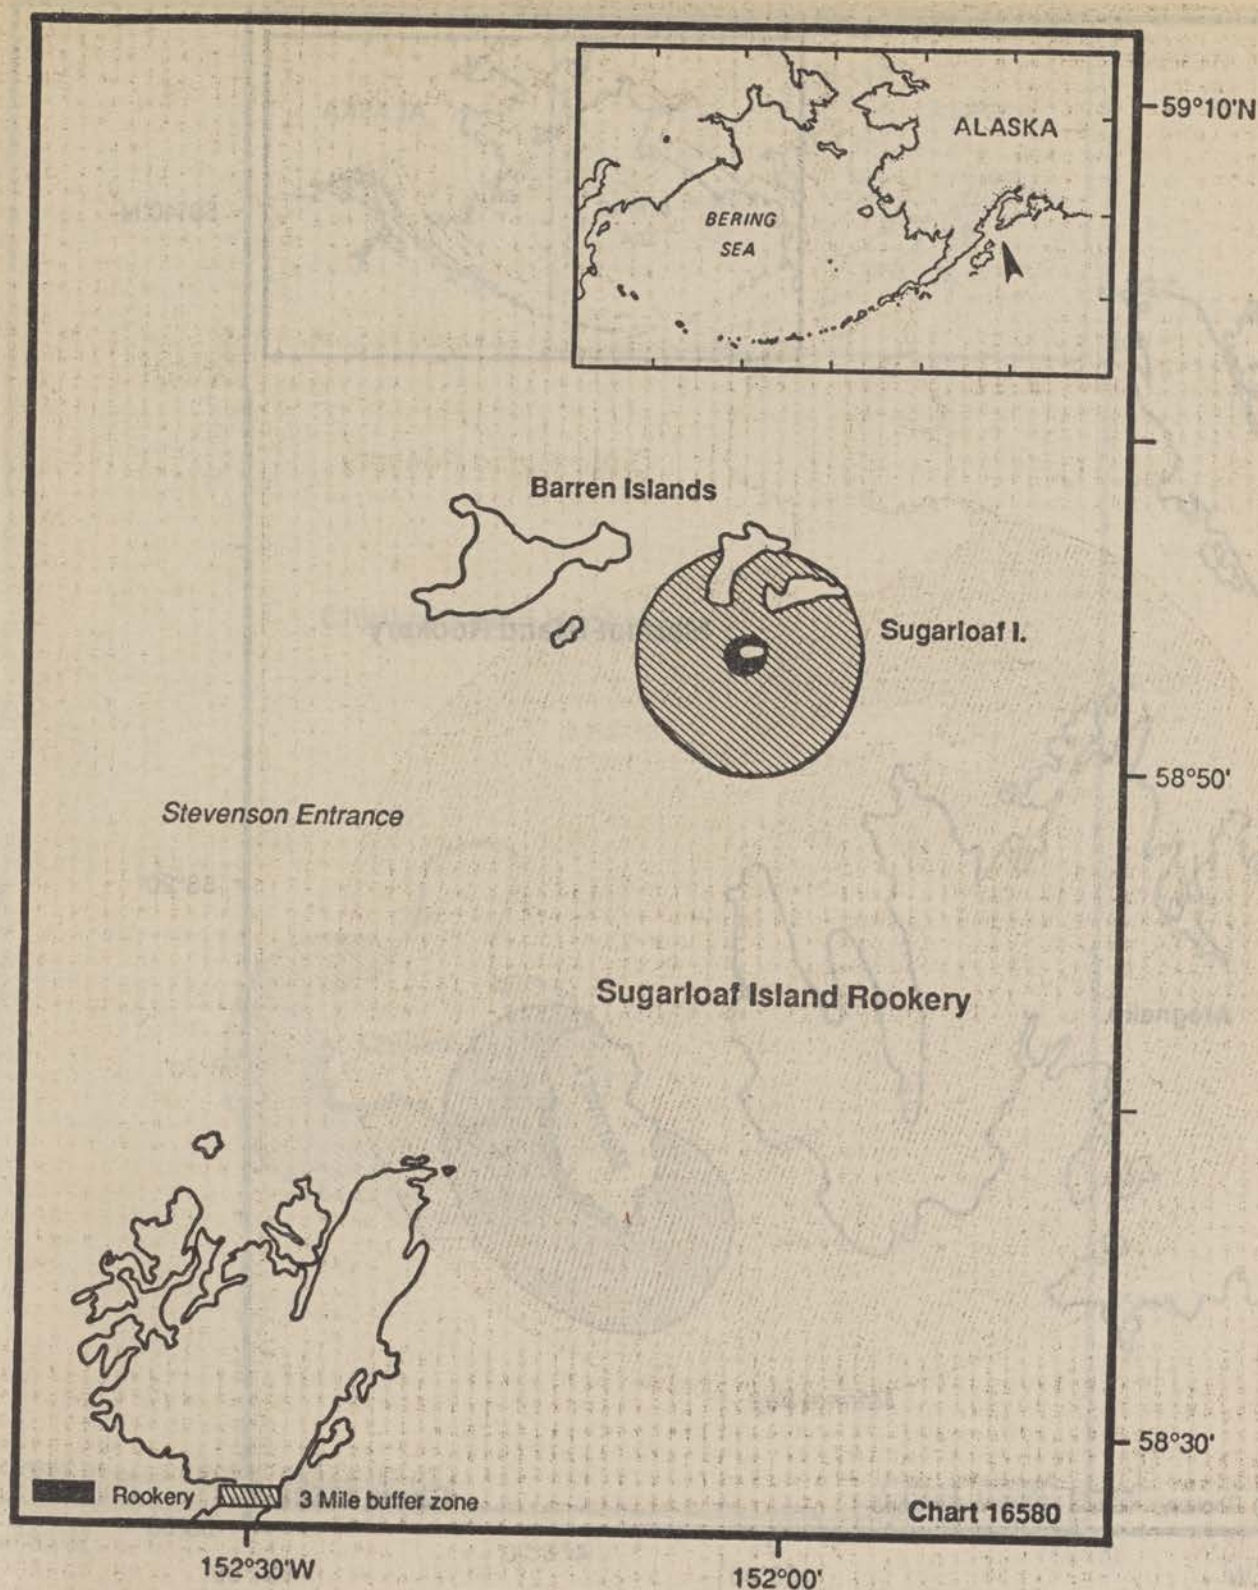 59°10'N
ALASKA
BERING
SEA
Barren Islands
Sugarloaf I.
58°50'
Stevenson Entrance
Sugarloaf Island Rookery
58°30'
Rookery
3 Mile buffer zone
Chart 16580
152°30'W
152°00'